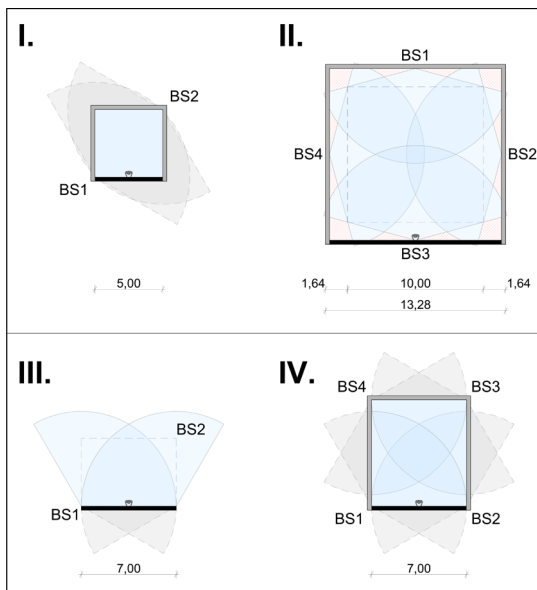 I.
BS2
BS1
5,00
II.
BS1
BS4
BS2
BS3
1,64
10,00
1,64
13,28
III.
BS2
BS1
7,00
IV.
BS4
BS3
BS1
BS2
7,00